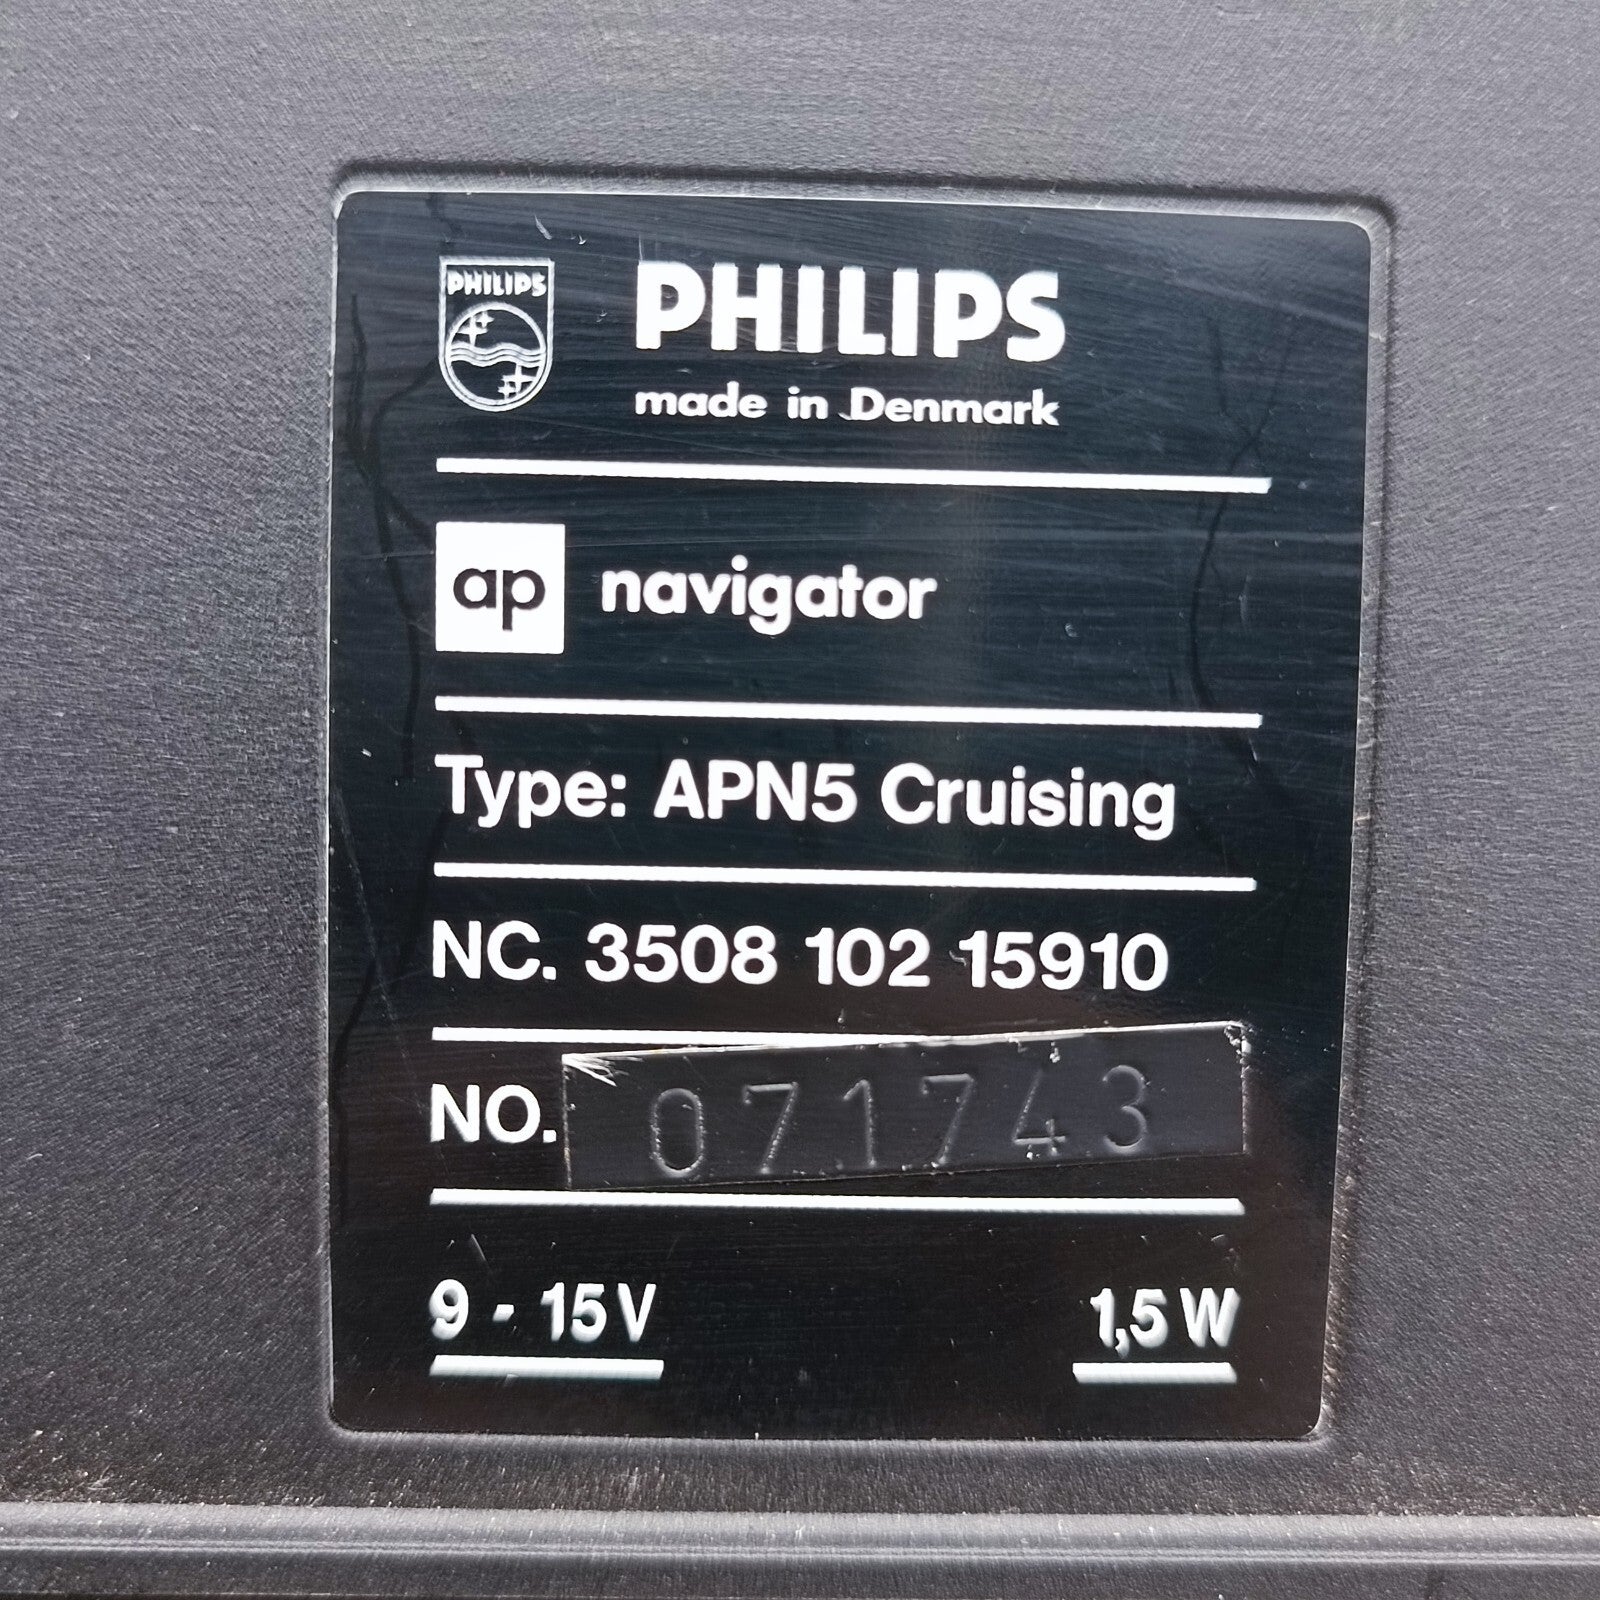 PHILIPS
PHILIPS
made in Denmark
ap navigator
Type: APN5 Cruising
NC. 3508 102 15910
NO. 071743
9 - 15V 1,5 W